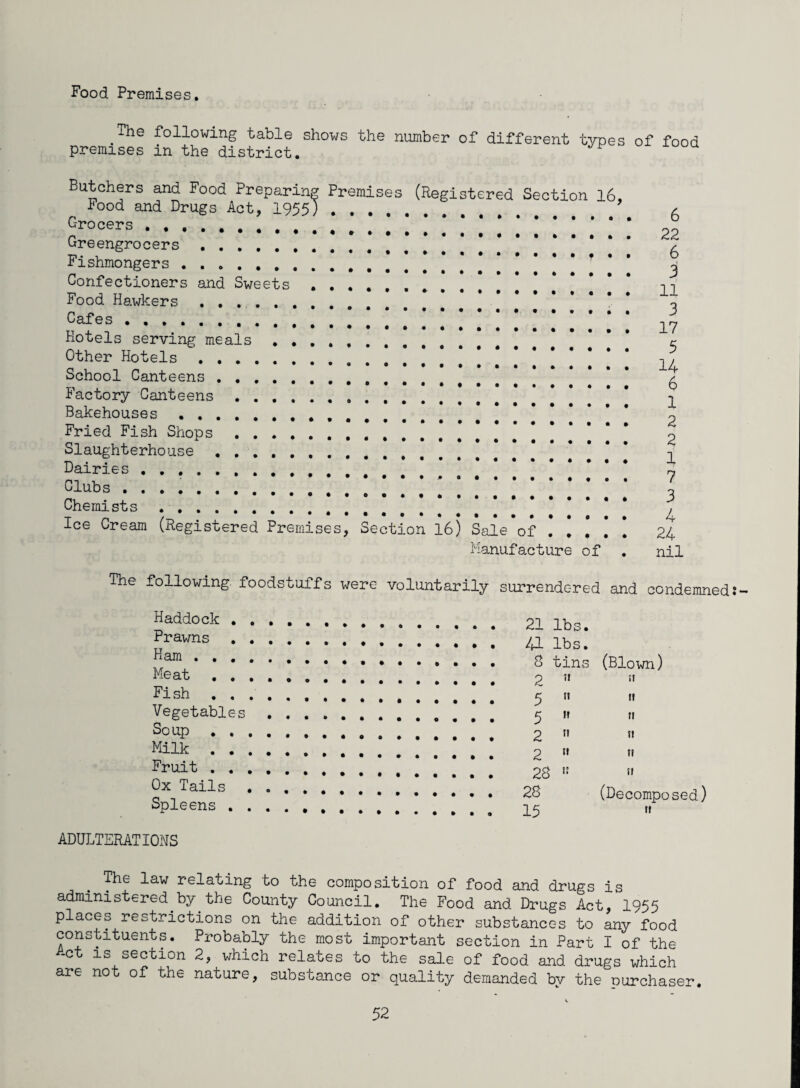 Food Premises.
The following table shows the number of different types of food
premises in the district.
Butchers and Food Preparing Premises (Registered Section 16,
Food and Drugs Act, 1955) . . . . . . . . . . . . . . . . 6
Grocers . . . . . . . . . . . . . . . . . . . . . . . . . 22
Greengrocers . . . . . . . . . . . . . . . . . . . . . . 6
Fishmongers . . . . . . . . . . . . . . . . . . . . . . . 3
Confectioners and Sweets . . . . . . . . . . . . . . . . 11
Food Hawkers . . . . . . . . . . . . . . . . . . . . . . 3
Cafes . . . . . . . . . . . . . . . . . . . . . . . . . . 17
Hotels serving meals . . . . . . . . . . . . . . . . . . 5
Other Hotels . . . . . . . . . . . . . . . . . . . . . . 14
School Canteens . . . . . . . . . . . . . . . . . . . . . 6
Factory Canteens . . . . . . . . . . . . . . . . . . . . 1
Bakehouses . . . . . . . . . . . . . . . . . . . . . . . 2
Fried Fish Shops . . . . . . . . . . . . . . . . . . . . 2
Slaughterhouse . . . . . . . . . . . . . . . . . . . . . 1
Dairies . . . . . . . . . . . . . . . . . . . . . . . . . 7
Clubs . . . . . . . . . . . . . . . . . . . . . . . . . . 3
Chemists . . . . . . . . . . . . . . . . . . . . . . . . 4
Ice Cream (Registered Premises, Section 16) Sale of . . . . . 24
Manufacture of . nil
The following foodstuffs were voluntarily surrendered and condemned:-
Haddock . . . . . . . . . . . . . . 21 lbs.
Prawns . . . . . . . . . . . . . . 41 lbs.
Ham . . . . . . . . . . . . . . . . 8 tins (Blown)
Meat . . . . . . . . . . . . . . . 2 " "
Fish . . . . . . . . . . . . . . . 5 " "
Vegetables . . . . . . . . . . . . 5 " "
Soup . . . . . . . . . . . . . . . 2 " "
Milk . . . . . . . . . . . . . . . 2 " "
Fruit . . . . . . . . . . . . . . . 28 " "
Ox Tails . . . . . . . . . . . . . 28 (Decomposed)
Spleens . . . . . . . . . . . . . . 15 "
ADULTERATIONS
The law relating to the composition of food and drugs is
administered by the County Council. The Food and Drugs Act, 1955
places restrictions on the addition of other substances to any food
constituents. Probably the most important section in Part I of the
Act is section 2, which relates to the sale of food and drugs which
are not of the nature, substance or quality demanded by the purchaser.
52